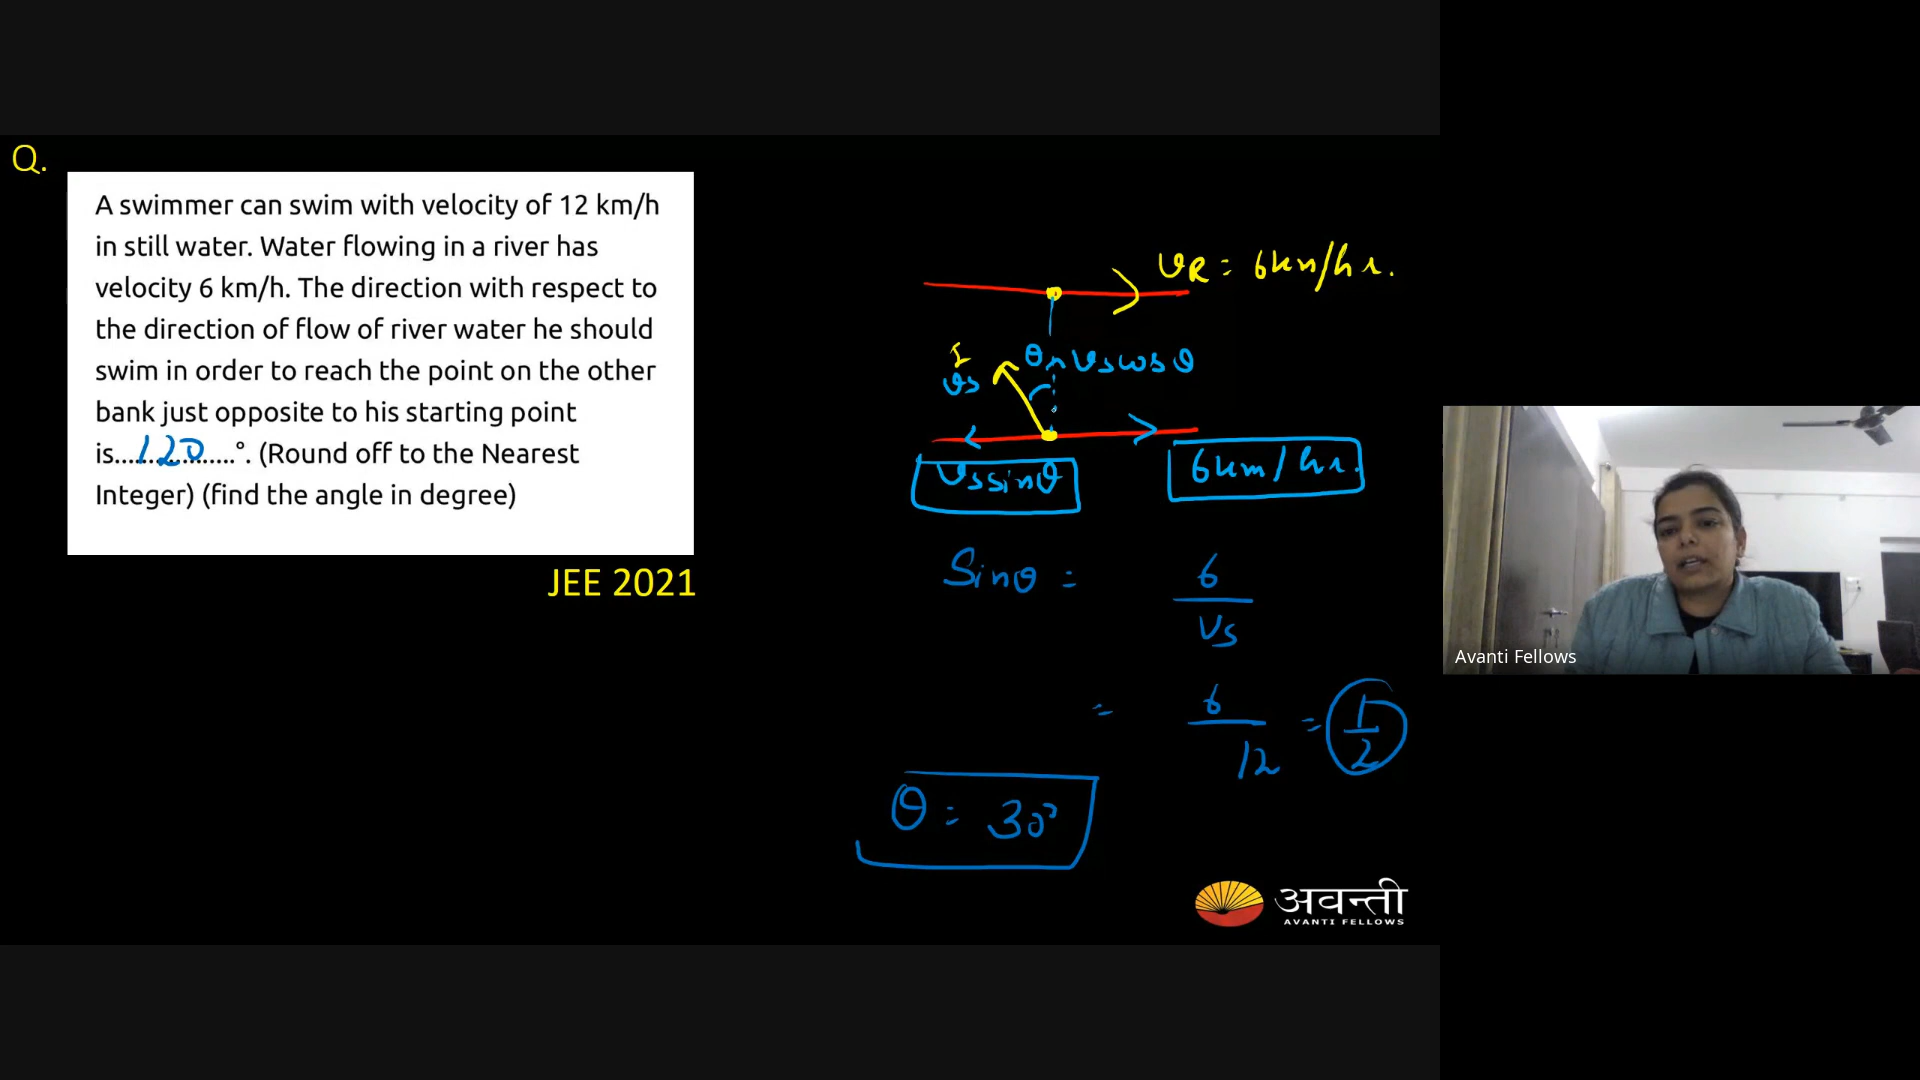 Q.
A swimmer can swim with velocity of 12 km/h
in still water. Water flowing in a river has
velocity 6 km/h. The direction with respect to
the direction of flow of river water he should
swim in order to reach the point on the other
bank just opposite to his starting point
is....120....°. (Round off to the Nearest
Integer) (find the angle in degree)
JEE 2021
vR = 6km/hr.
θ vscosθ
vs
vssinθ
6km/hr.
Sinθ = 6/vs
= 6/12 = 1/2
θ = 30°
Avanti Fellows
अवन्ती
AVANTI FELLOWS